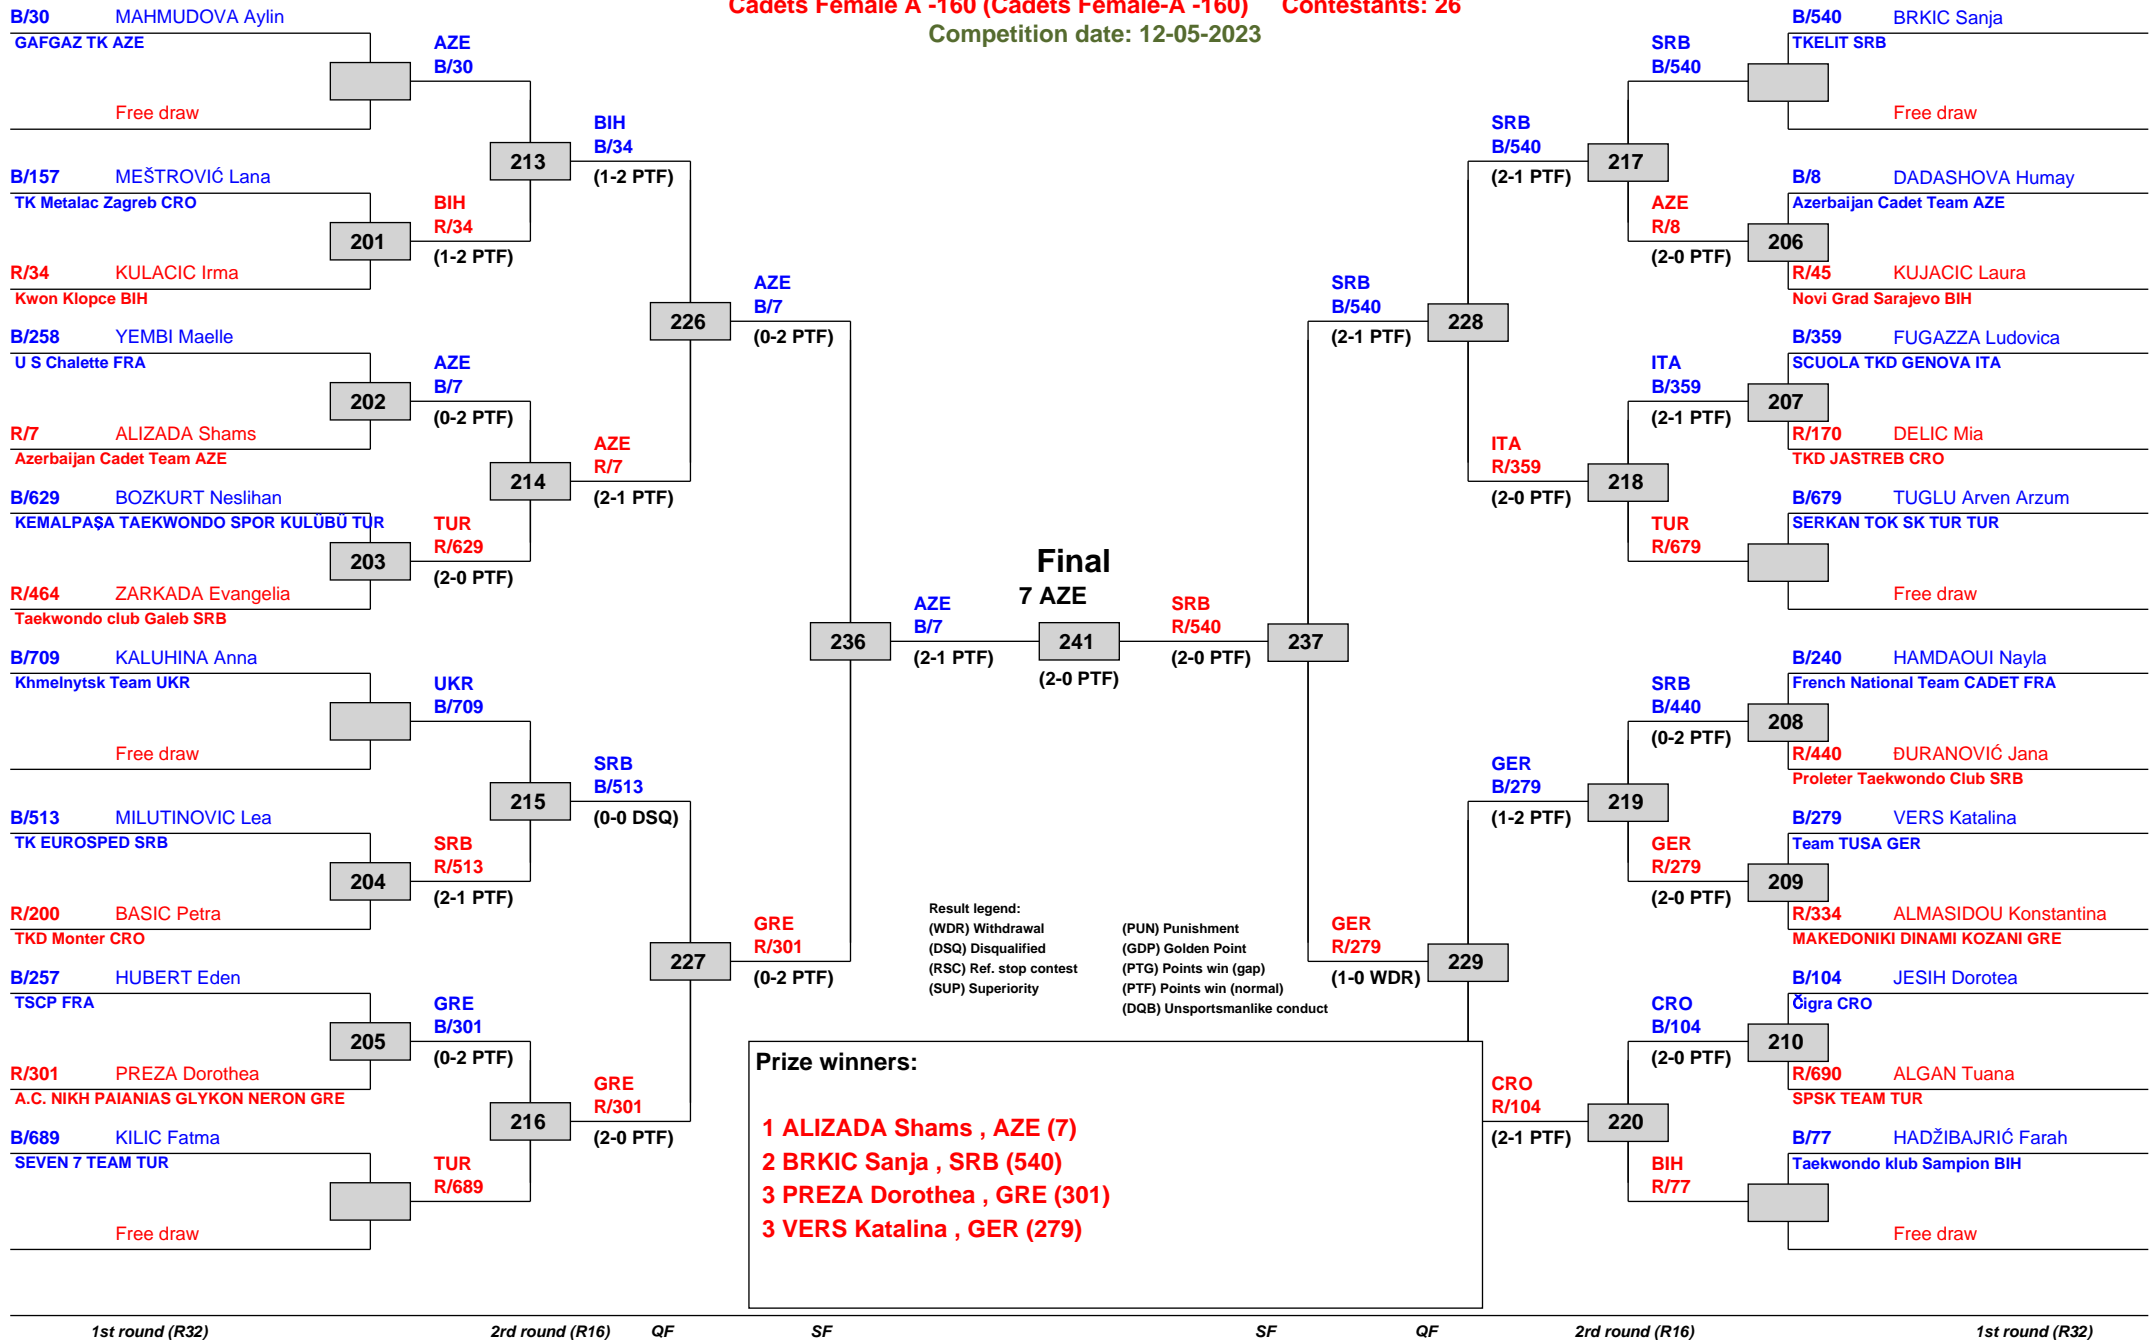 Cadets Female A -160 (Cadets Female-A -160) Contestants: 26
Competition date: 12-05-2023
B/30 MAHMUDOVA Aylin
GAFGAZ TK AZE
Free draw
B/157 MEŠTROVIĆ Lana
TK Metalac Zagreb CRO
201
R/34 KULACIC Irma
Kwon Klopce BIH
B/258 YEMBI Maelle
U S Chalette FRA
202
R/7 ALIZADA Shams
Azerbaijan Cadet Team AZE
B/629 BOZKURT Neslihan
KEMALPAŞA TAEKWONDO SPOR KULÜBÜ TUR
203
R/464 ZARKADA Evangelia
Taekwondo club Galeb SRB
B/709 KALUHINA Anna
Khmelnytsk Team UKR
Free draw
B/513 MILUTINOVIC Lea
TK EUROSPED SRB
204
R/200 BASIC Petra
TKD Monter CRO
B/257 HUBERT Eden
TSCP FRA
205
R/301 PREZA Dorothea
A.C. NIKH PAIANIAS GLYKON NERON GRE
B/689 KILIC Fatma
SEVEN 7 TEAM TUR
Free draw
AZE
B/30
213
BIH
R/34
(1-2 PTF)
AZE
B/7
(0-2 PTF)
214
TUR
R/629
(2-0 PTF)
UKR
B/709
215
SRB
R/513
(2-1 PTF)
GRE
B/301
(0-2 PTF)
216
TUR
R/689
BIH
B/34
(1-2 PTF)
226
AZE
R/7
(2-1 PTF)
SRB
B/513
(0-0 DSQ)
227
GRE
R/301
(2-0 PTF)
AZE
B/7
(0-2 PTF)
236
GRE
R/301
(0-2 PTF)
AZE
B/7
(2-1 PTF)
Final
7 AZE
241
(2-0 PTF)
SRB
R/540
(2-0 PTF)
SRB
B/540
(2-1 PTF)
237
GER
R/279
(1-0 WDR)
SRB
B/540
(2-1 PTF)
228
ITA
R/359
(2-0 PTF)
GER
B/279
(1-2 PTF)
229
CRO
R/104
(2-1 PTF)
SRB
B/540
217
AZE
R/8
(2-0 PTF)
ITA
B/359
(2-1 PTF)
218
TUR
R/679
SRB
B/440
(0-2 PTF)
219
GER
R/279
(2-0 PTF)
CRO
B/104
(2-0 PTF)
220
BIH
R/77
B/540 BRKIC Sanja
TKELIT SRB
Free draw
B/8 DADASHOVA Humay
Azerbaijan Cadet Team AZE
206
R/45 KUJACIC Laura
Novi Grad Sarajevo BIH
B/359 FUGAZZA Ludovica
SCUOLA TKD GENOVA ITA
207
R/170 DELIC Mia
TKD JASTREB CRO
B/679 TUGLU Arven Arzum
SERKAN TOK SK TUR TUR
Free draw
B/240 HAMDAOUI Nayla
French National Team CADET FRA
208
R/440 ĐURANOVIĆ Jana
Proleter Taekwondo Club SRB
B/279 VERS Katalina
Team TUSA GER
209
R/334 ALMASIDOU Konstantina
MAKEDONIKI DINAMI KOZANI GRE
B/104 JESIH Dorotea
Čigra CRO
210
R/690 ALGAN Tuana
SPSK TEAM TUR
B/77 HADŽIBAJRIĆ Farah
Taekwondo klub Sampion BIH
Free draw
Result legend:
(WDR) Withdrawal (PUN) Punishment
(DSQ) Disqualified (GDP) Golden Point
(RSC) Ref. stop contest (PTG) Points win (gap)
(SUP) Superiority (PTF) Points win (normal)
(DQB) Unsportsmanlike conduct
Prize winners:
1 ALIZADA Shams , AZE (7)
2 BRKIC Sanja , SRB (540)
3 PREZA Dorothea , GRE (301)
3 VERS Katalina , GER (279)
1st round (R32) 2rd round (R16) QF SF SF QF 2rd round (R16) 1st round (R32)